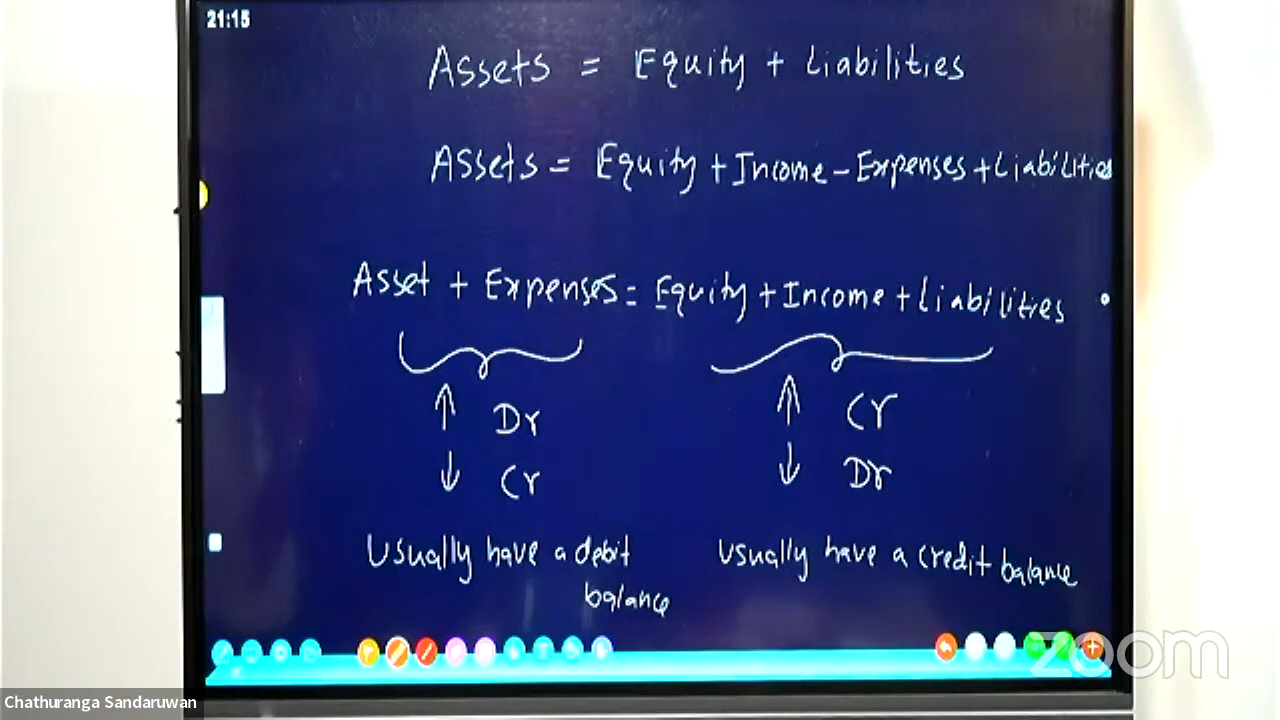 21:15
Assets = Equity + Liabilities
Assets = Equity + Income - Expenses + Liabilities
Asset + Expenses = Equity + Income + Liabilities
↑ Dr ↑ Cr
↓ Cr ↓ Dr
Usually have a debit balance
Usually have a credit balance
zoom
Chathuranga Sandaruwan